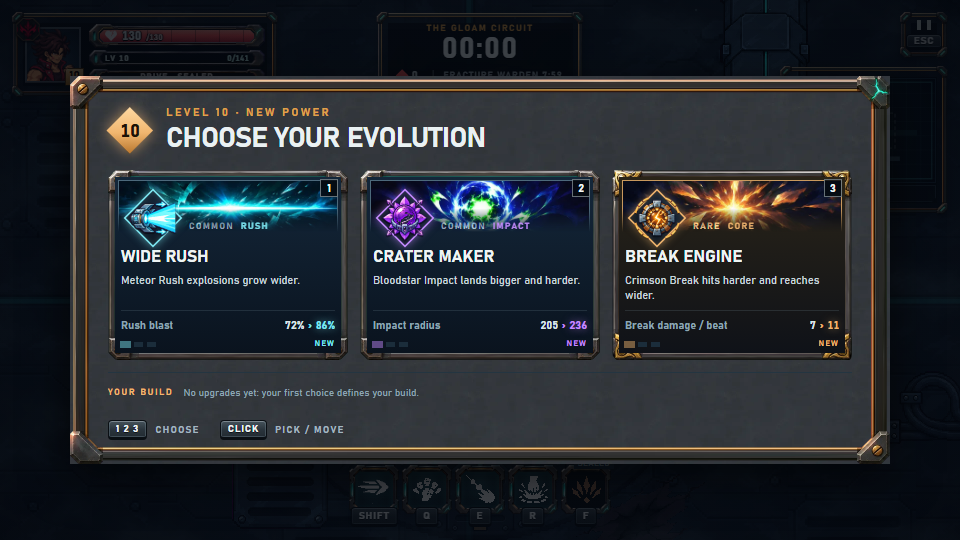 130 /130
LV 10
0/141
THE GLOAM CIRCUIT
00:00
0
FRACTURE WARDEN 7:59
ESC
10
LEVEL 10 · NEW POWER
CHOOSE YOUR EVOLUTION
1
COMMON RUSH
WIDE RUSH
Meteor Rush explosions grow wider.
Rush blast 72% › 86%
NEW
2
COMMON IMPACT
CRATER MAKER
Bloodstar Impact lands bigger and harder.
Impact radius 205 › 236
NEW
3
RARE CORE
BREAK ENGINE
Crimson Break hits harder and reaches
wider.
Break damage / beat 7 › 11
NEW
YOUR BUILD No upgrades yet: your first choice defines your build.
1 2 3 CHOOSE CLICK PICK / MOVE
SHIFT Q E R F